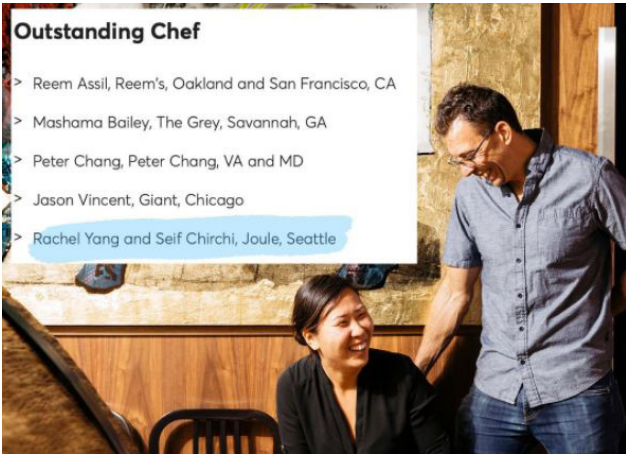 Outstanding Chef
> Reem Assil, Reem's, Oakland and San Francisco, CA
> Mashama Bailey, The Grey, Savannah, GA
> Peter Chang, Peter Chang, VA and MD
> Jason Vincent, Giant, Chicago
> Rachel Yang and Seif Chirchi, Joule, Seattle